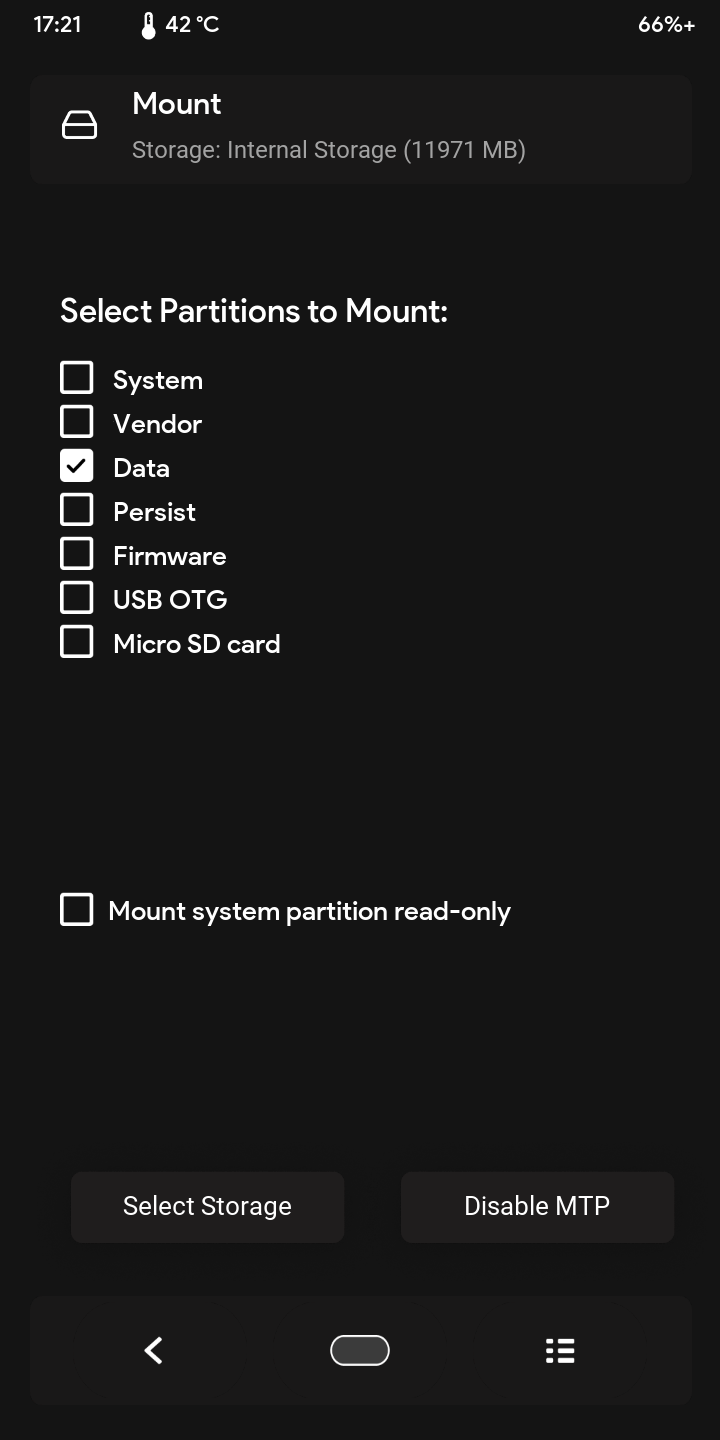 17:21 42 °C 66%+
Mount
Storage: Internal Storage (11971 MB)
Select Partitions to Mount:
System
Vendor
Data
Persist
Firmware
USB OTG
Micro SD card
Mount system partition read-only
Select Storage Disable MTP